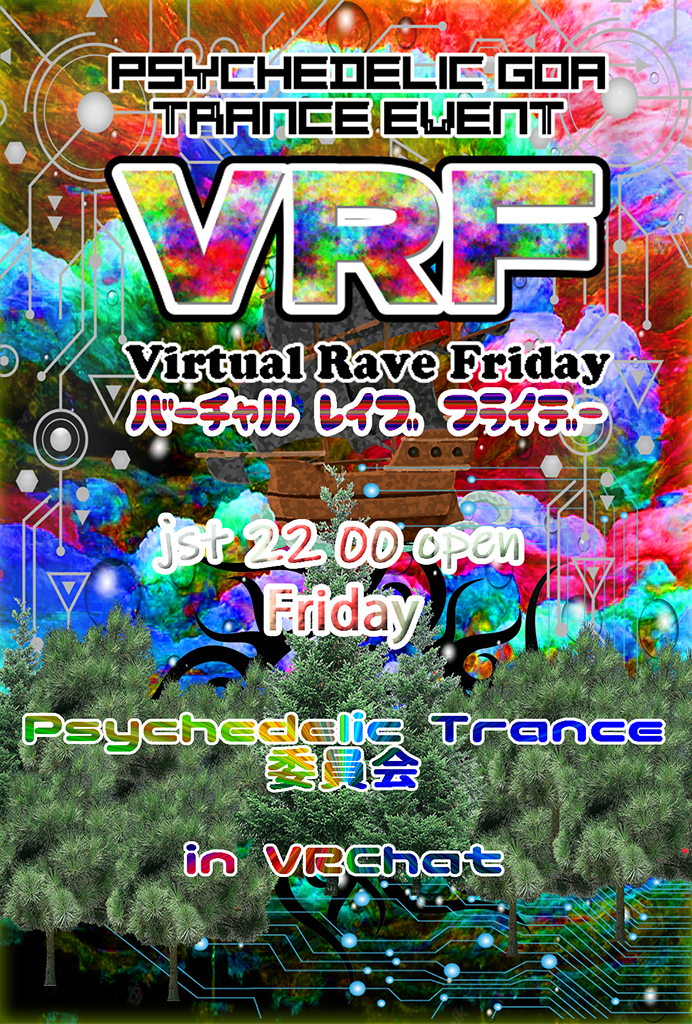 PSYCHEDELIC GOA
TRANCE EVENT
VRF
Virtual Rave Friday
バーチャル レイブ フライデー
jst 22 00 open
Friday
Psychedelic Trance
委員会
in VRChat